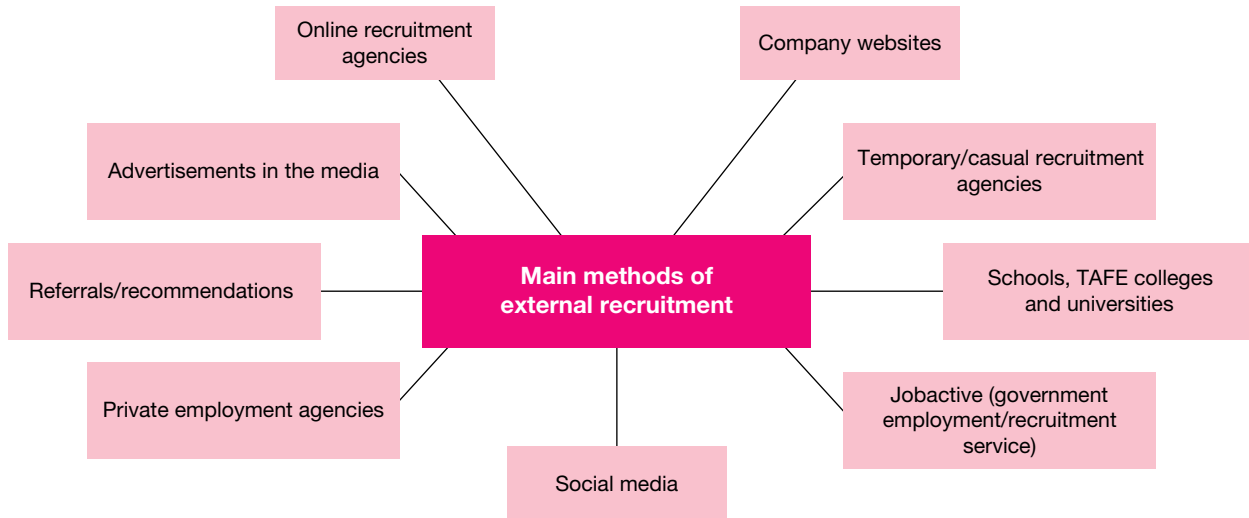 Online recruitment
agencies
Company websites
Advertisements in the media
Temporary/casual recruitment
agencies
Referrals/recommendations
Main methods of
external recruitment
Schools, TAFE colleges
and universities
Private employment agencies
Jobactive (government
employment/recruitment
service)
Social media